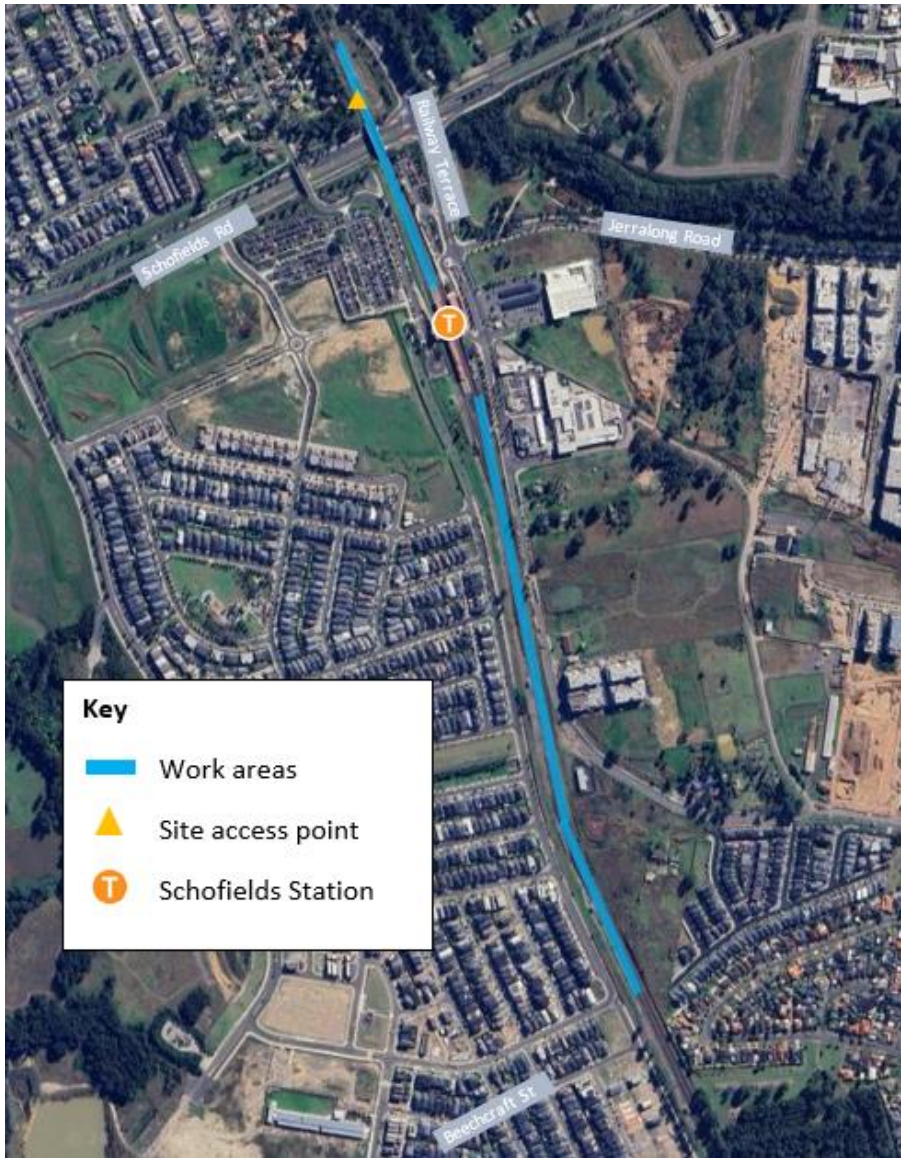 Railway Terrace
Schofields Rd
Jerralong Road
T
Key
Work areas
Site access point
T
Schofields Station
Beechcraft St